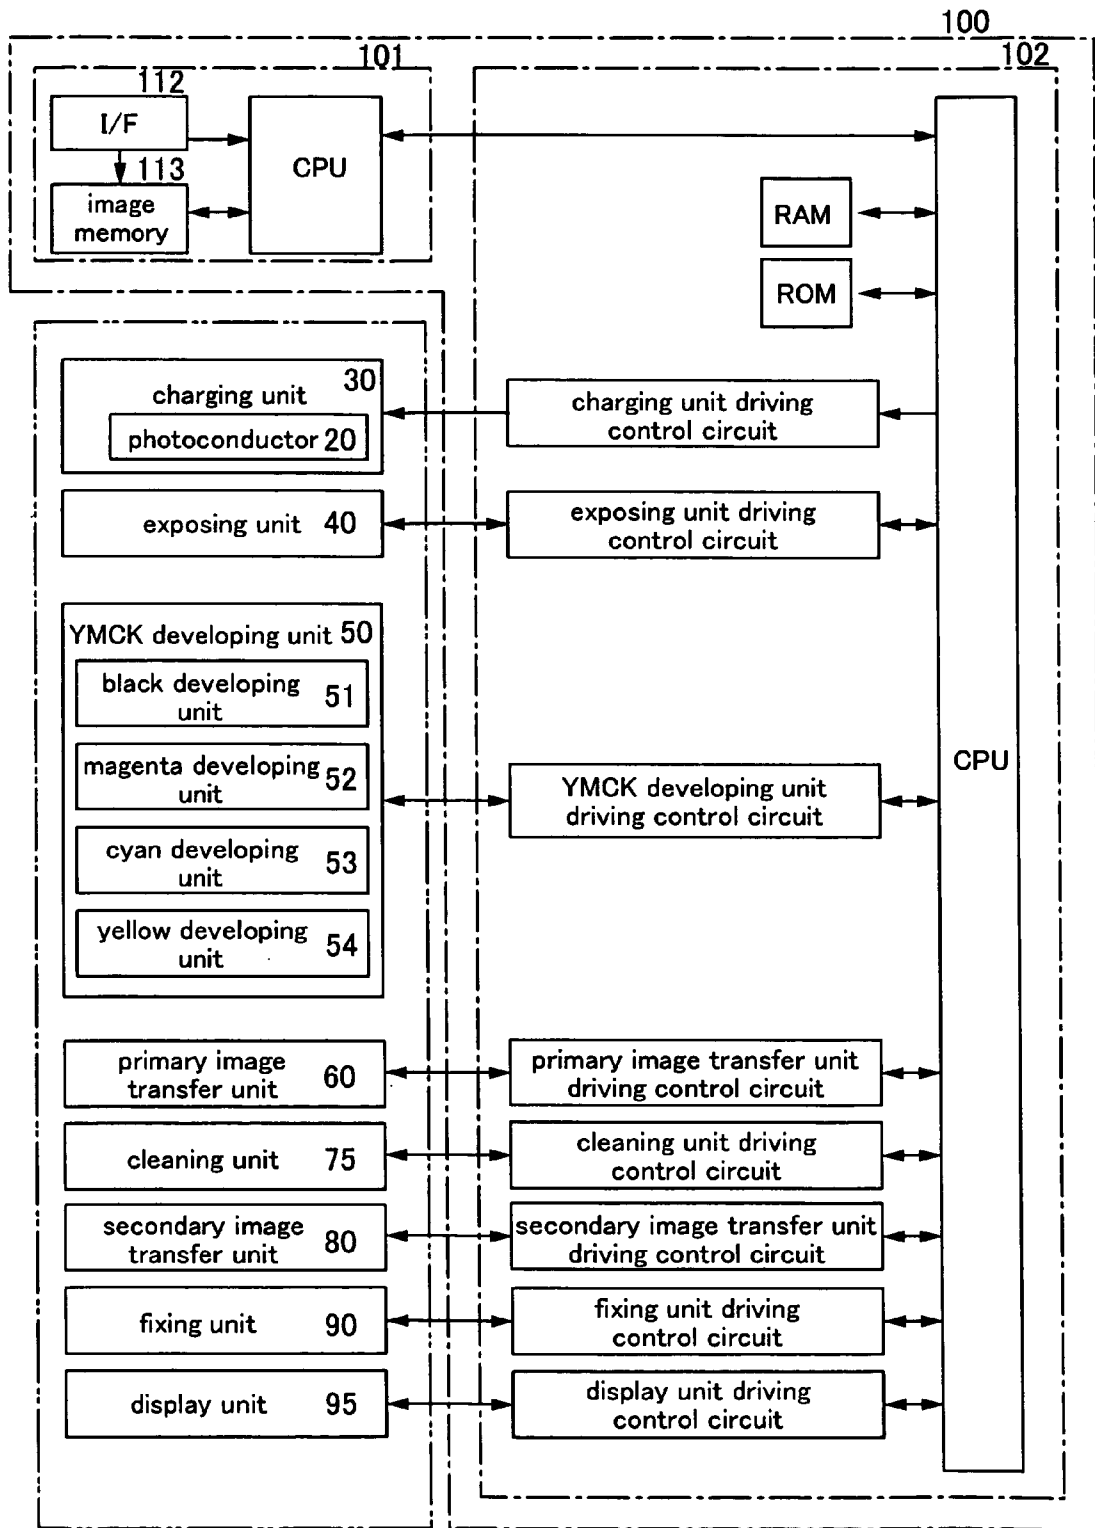 100
101
102
112
I/F
113
image
memory
CPU
RAM
ROM
CPU
charging unit 30
photoconductor 20
charging unit driving
control circuit
exposing unit 40
exposing unit driving
control circuit
YMCK developing unit 50
black developing
unit
51
magenta developing
unit
52
cyan developing
unit
53
yellow developing
unit
54
YMCK developing unit
driving control circuit
primary image
transfer unit
60
primary image transfer unit
driving control circuit
cleaning unit 75
cleaning unit driving
control circuit
secondary image
transfer unit
80
secondary image transfer unit
driving control circuit
fixing unit 90
fixing unit driving
control circuit
display unit 95
display unit driving
control circuit